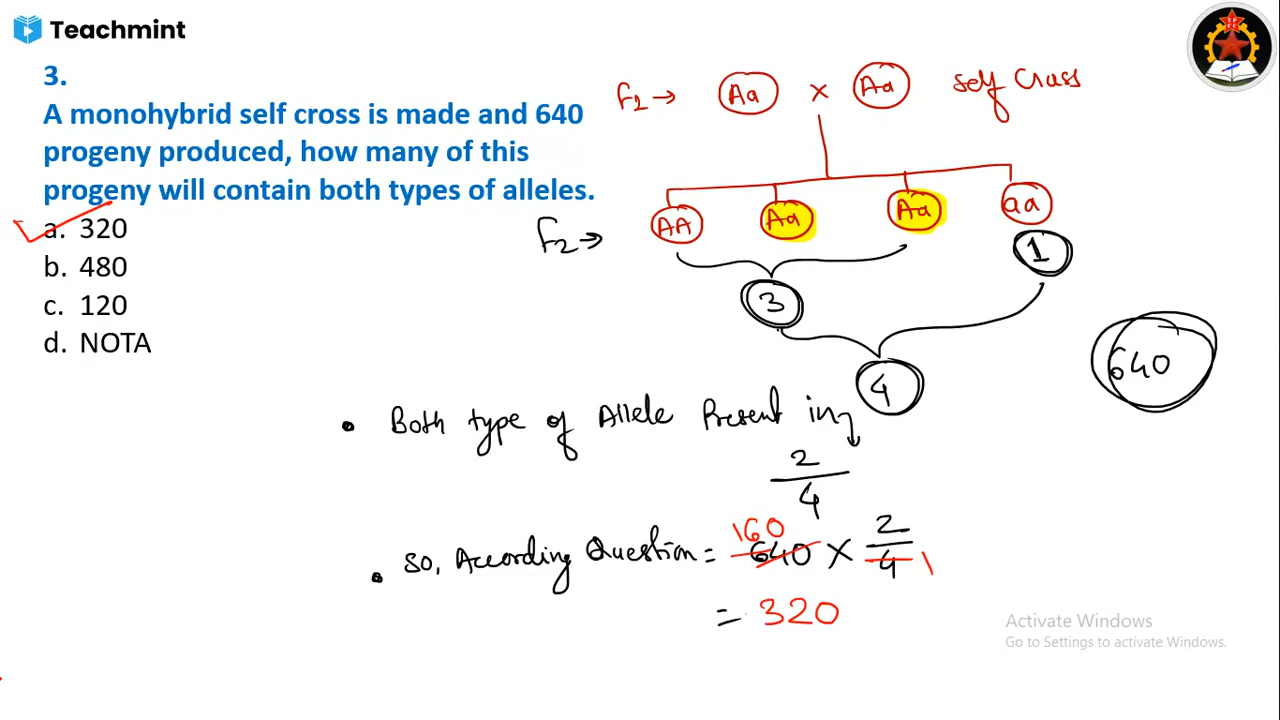 Teachmint
3.
A monohybrid self cross is made and 640
progeny produced, how many of this
progeny will contain both types of alleles.
a. 320
b. 480
c. 120
d. NOTA
F₂ → Aa × Aa self Cross
F₂ → AA Aa Aa aa
3 1
4
640
• Both type of Allele Present in
2/4
• So, According Question = 640 × 2/4
160 1
= 320
Activate Windows
Go to Settings to activate Windows.